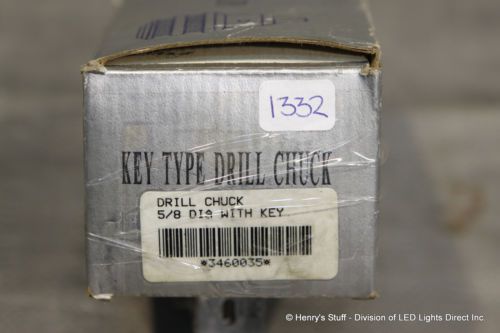 1332
KEY TYPE DRILL CHUCK
DRILL CHUCK
5/8 DIA WITH KEY
*3460035*
© Henry's Stuff - Division of LED Lights Direct Inc.